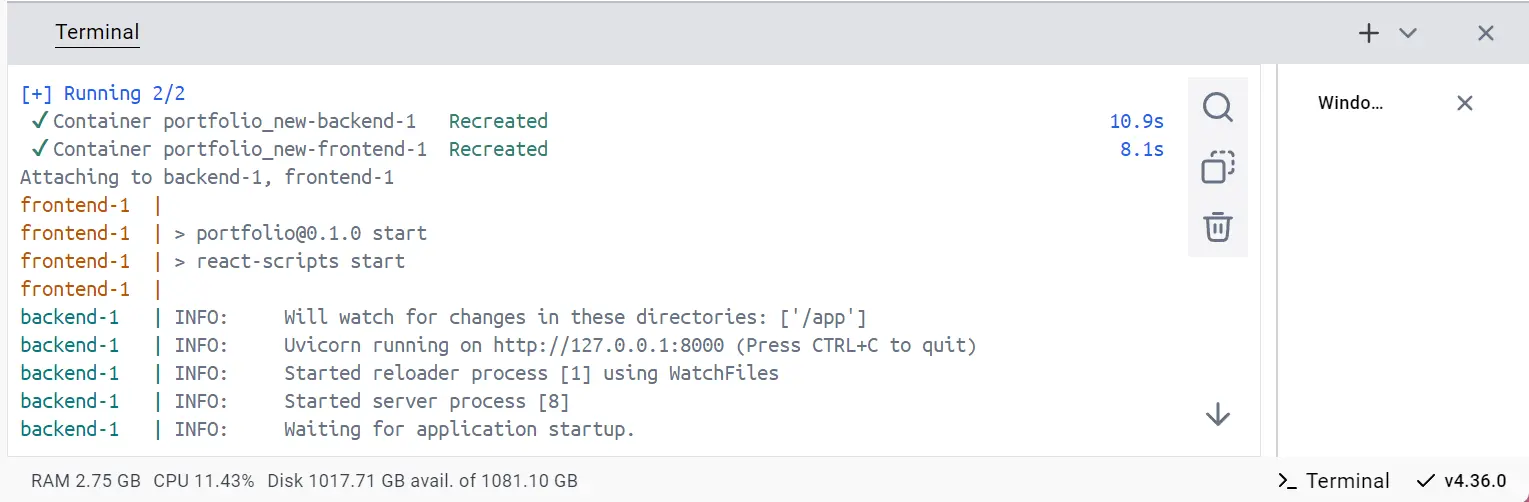 Terminal
[+] Running 2/2
✓ Container portfolio_new-backend-1 Recreated 10.9s
✓ Container portfolio_new-frontend-1 Recreated 8.1s
Attaching to backend-1, frontend-1
frontend-1 |
frontend-1 | > portfolio@0.1.0 start
frontend-1 | > react-scripts start
frontend-1 |
backend-1 | INFO: Will watch for changes in these directories: ['/app']
backend-1 | INFO: Uvicorn running on http://127.0.0.1:8000 (Press CTRL+C to quit)
backend-1 | INFO: Started reloader process [1] using WatchFiles
backend-1 | INFO: Started server process [8]
backend-1 | INFO: Waiting for application startup.
Windo...
RAM 2.75 GB CPU 11.43% Disk 1017.71 GB avail. of 1081.10 GB
Terminal
v4.36.0